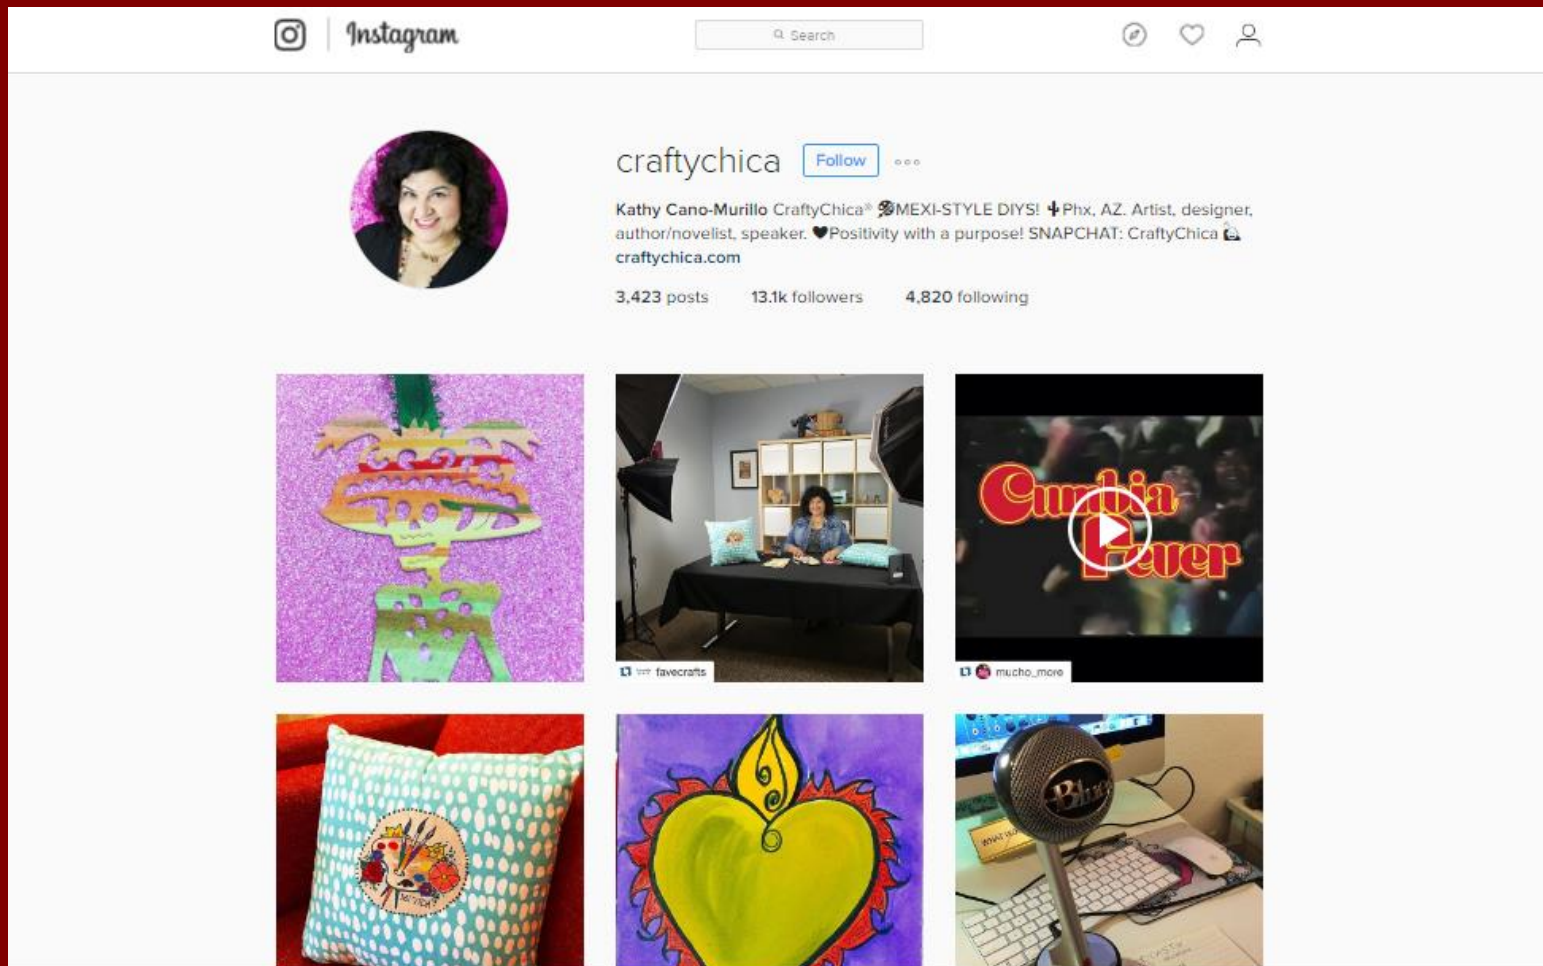 Instagram
Search
craftychica Follow
Kathy Cano-Murillo CraftyChica® MEXI-STYLE DIYS! Phx, AZ. Artist, designer,
author/novelist, speaker. Positivity with a purpose! SNAPCHAT: CraftyChica
craftychica.com
3,423 posts 13.1k followers 4,820 following
Cumbia
Fever
favecrafts
mucho_more
Blue